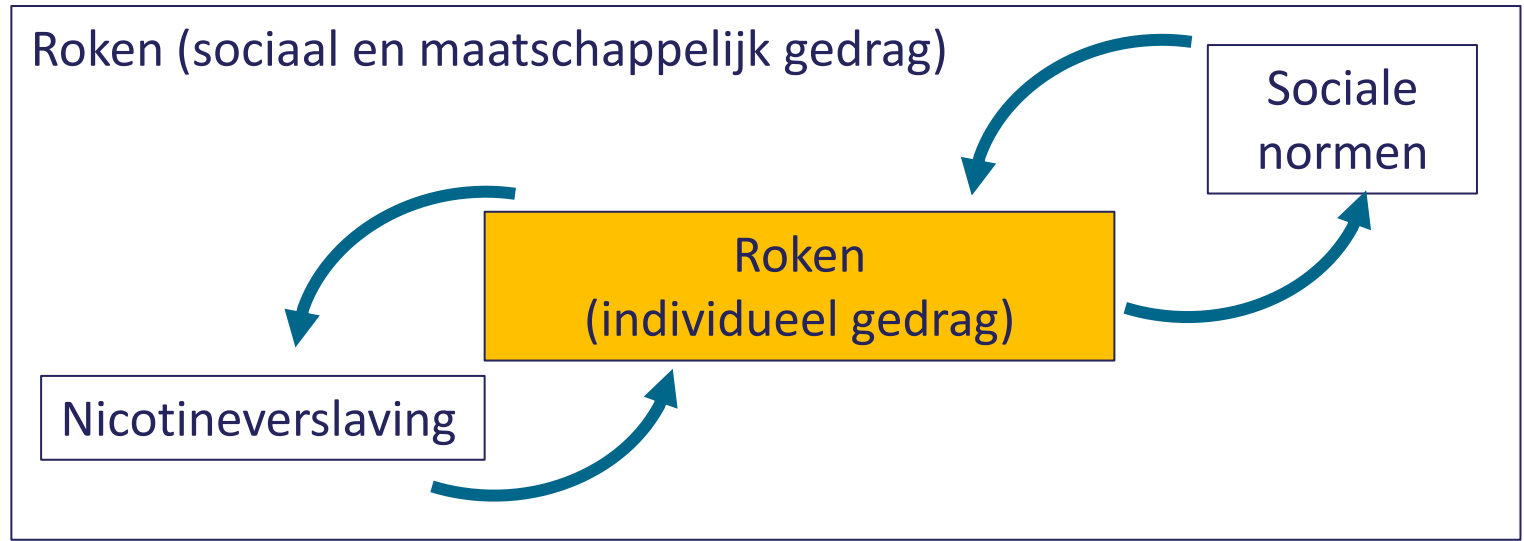 Roken (sociaal en maatschappelijk gedrag)
Sociale
normen
Roken
(individueel gedrag)
Nicotineverslaving